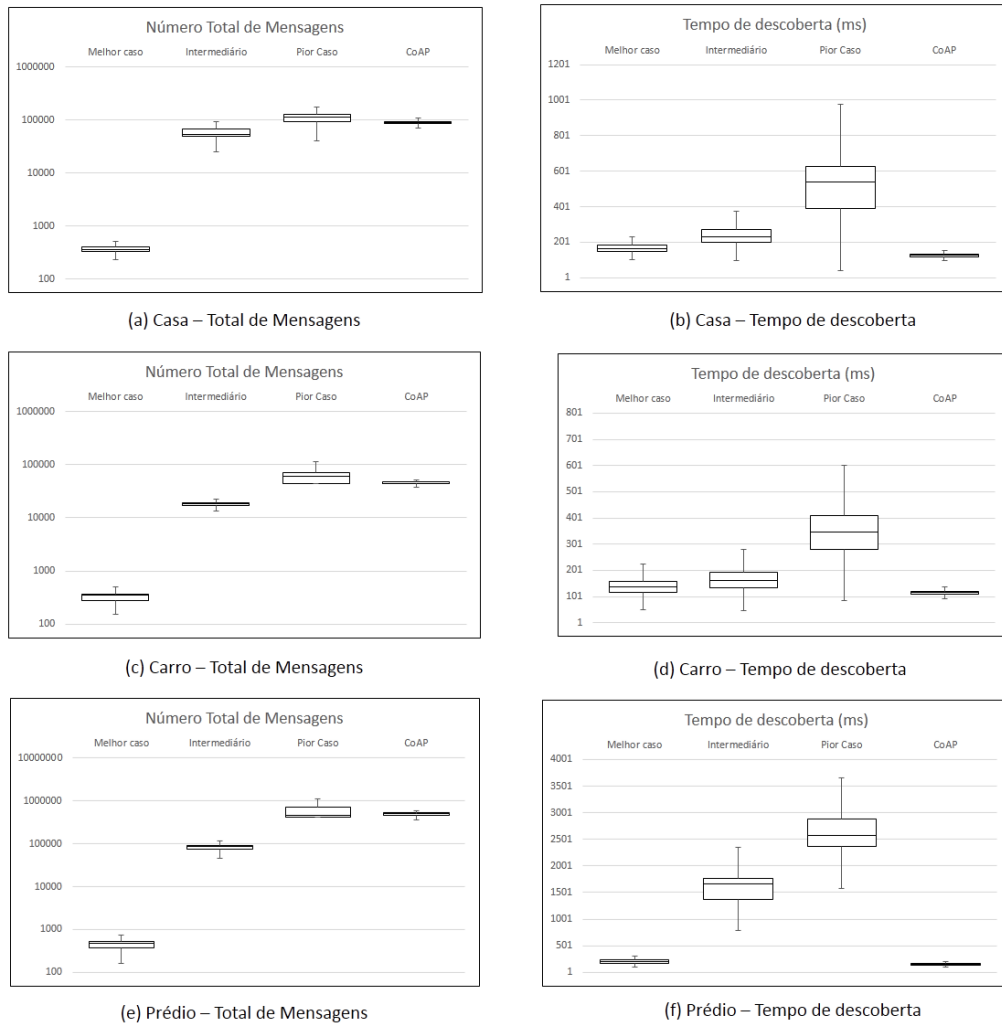 Número Total de Mensagens
Melhor caso Intermediário Pior Caso CoAP
1000000
100000
10000
1000
100
(a) Casa – Total de Mensagens
Tempo de descoberta (ms)
Melhor caso Intermediário Pior Caso CoAP
1201
1001
801
601
401
201
1
(b) Casa – Tempo de descoberta
Número Total de Mensagens
Melhor caso Intermediário Pior Caso CoAP
1000000
100000
10000
1000
100
(c) Carro – Total de Mensagens
Tempo de descoberta (ms)
Melhor caso Intermediário Pior Caso CoAP
801
701
601
501
401
301
201
101
1
(d) Carro – Tempo de descoberta
Número Total de Mensagens
Melhor caso Intermediário Pior Caso CoAP
10000000
1000000
100000
10000
1000
100
(e) Prédio – Total de Mensagens
Tempo de descoberta (ms)
Melhor caso Intermediário Pior Caso CoAP
4001
3501
3001
2501
2001
1501
1001
501
1
(f) Prédio – Tempo de descoberta